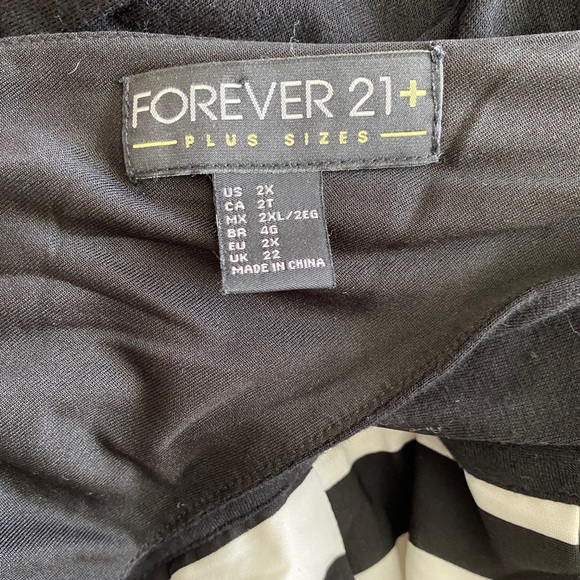 FOREVER 21+
PLUS SIZES
US 2X
CA 2T
MX 2XL/2EG
BR 4G
EU 2X
UK 22
MADE IN CHINA